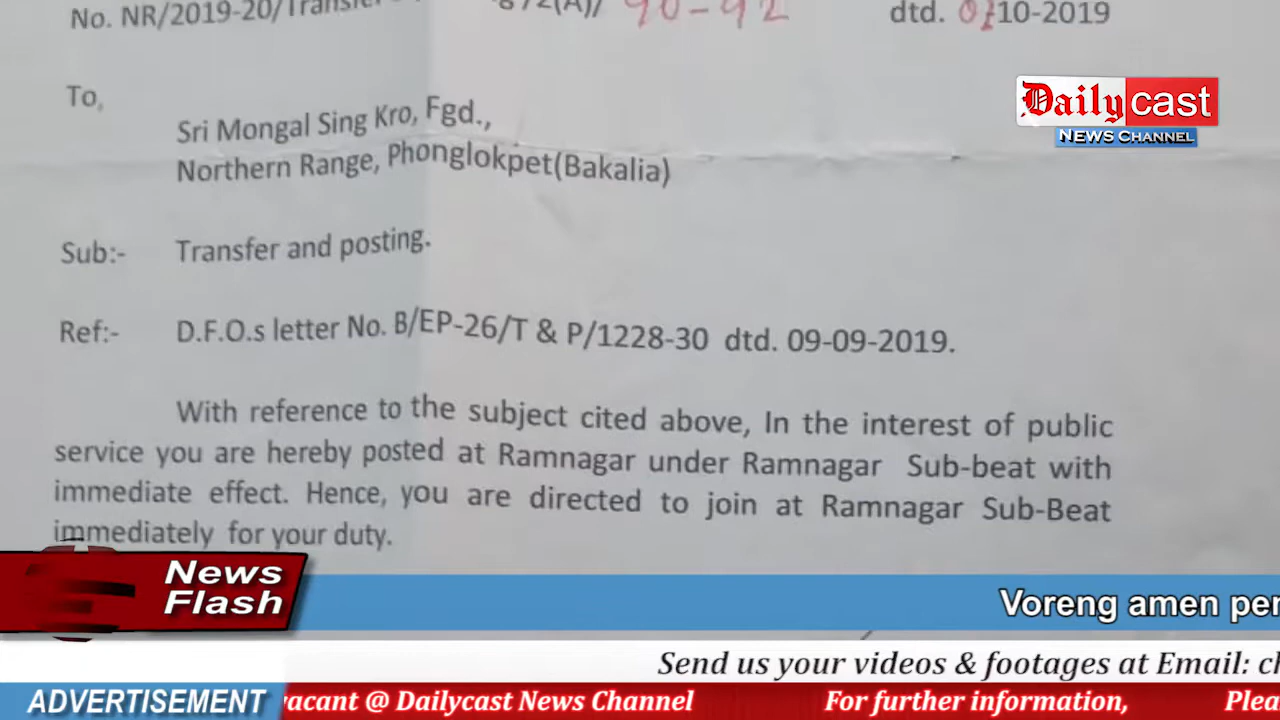 No. NR/2019-20/Transfer
90-92
dtd. 07-10-2019
Dailycast
NEWS CHANNEL
To,
Sri Mongal Sing Kro, Fgd.,
Northern Range, Phonglokpet(Bakalia)
Sub:- Transfer and posting.
Ref:- D.F.O.s letter No. B/EP-26/T & P/1228-30 dtd. 09-09-2019.
With reference to the subject cited above, In the interest of public
service you are hereby posted at Ramnagar under Ramnagar Sub-beat with
immediate effect. Hence, you are directed to join at Ramnagar Sub-Beat
immediately for your duty.
News
Flash
Voreng amen
Send us your videos & footages at Email:
ADVERTISEMENT
@ Dailycast News Channel For further information,